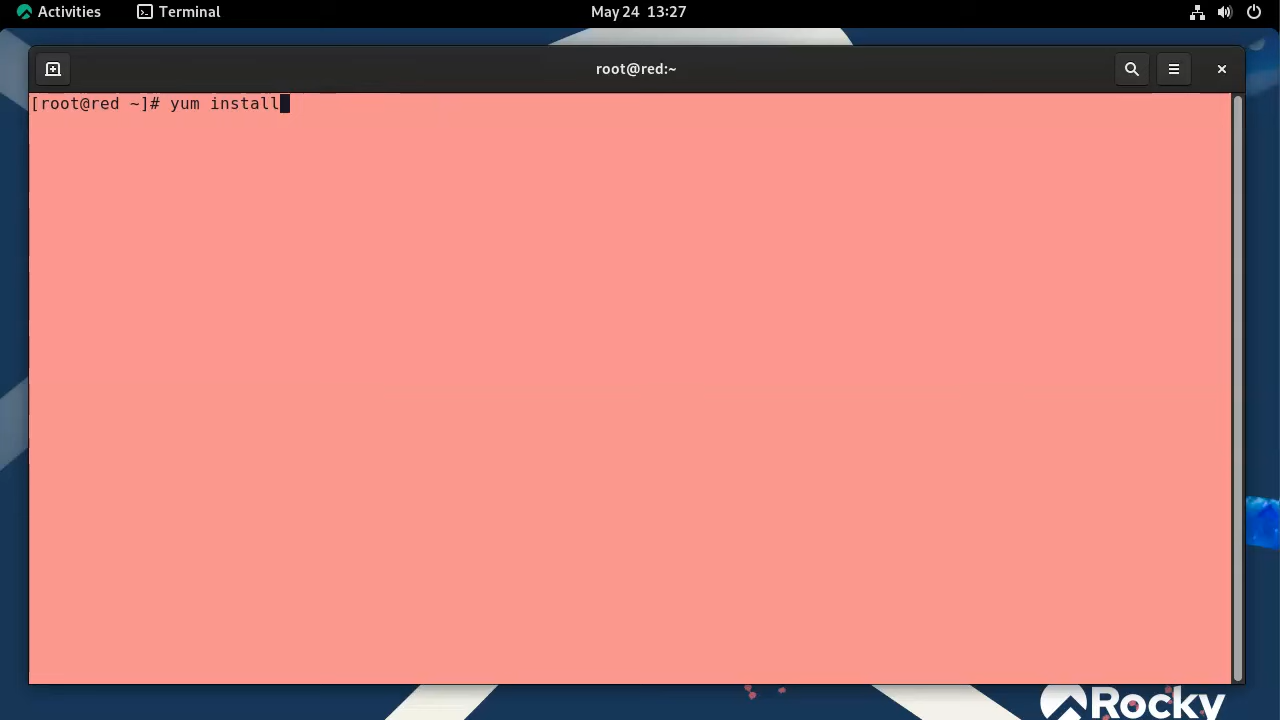 Activities
Terminal
May 24 13:27
root@red:~
[root@red ~]# yum install
Rocky